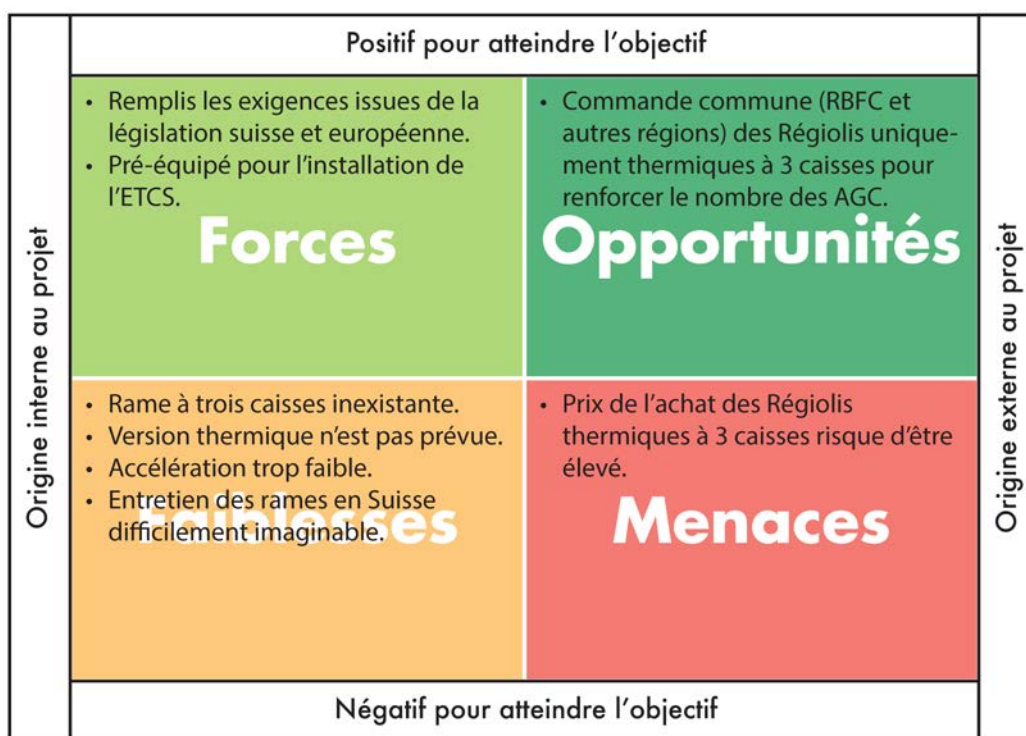 Positif pour atteindre l'objectif
Origine interne au projet
• Remplis les exigences issues de la
législation suisse et européenne.
• Pré-équipé pour l'installation de
l'ETCS.
Forces
• Commande commune (RBFC et
autres régions) des Régiolis unique-
ment thermiques à 3 caisses pour
renforcer le nombre des AGC.
Opportunités
• Rame à trois caisses inexistante.
• Version thermique n'est pas prévue.
• Accélération trop faible.
• Entretien des rames en Suisse
difficilement imaginable.
Faiblesses
• Prix de l'achat des Régiolis
thermiques à 3 caisses risque d'être
élevé.
Menaces
Origine externe au projet
Négatif pour atteindre l'objectif